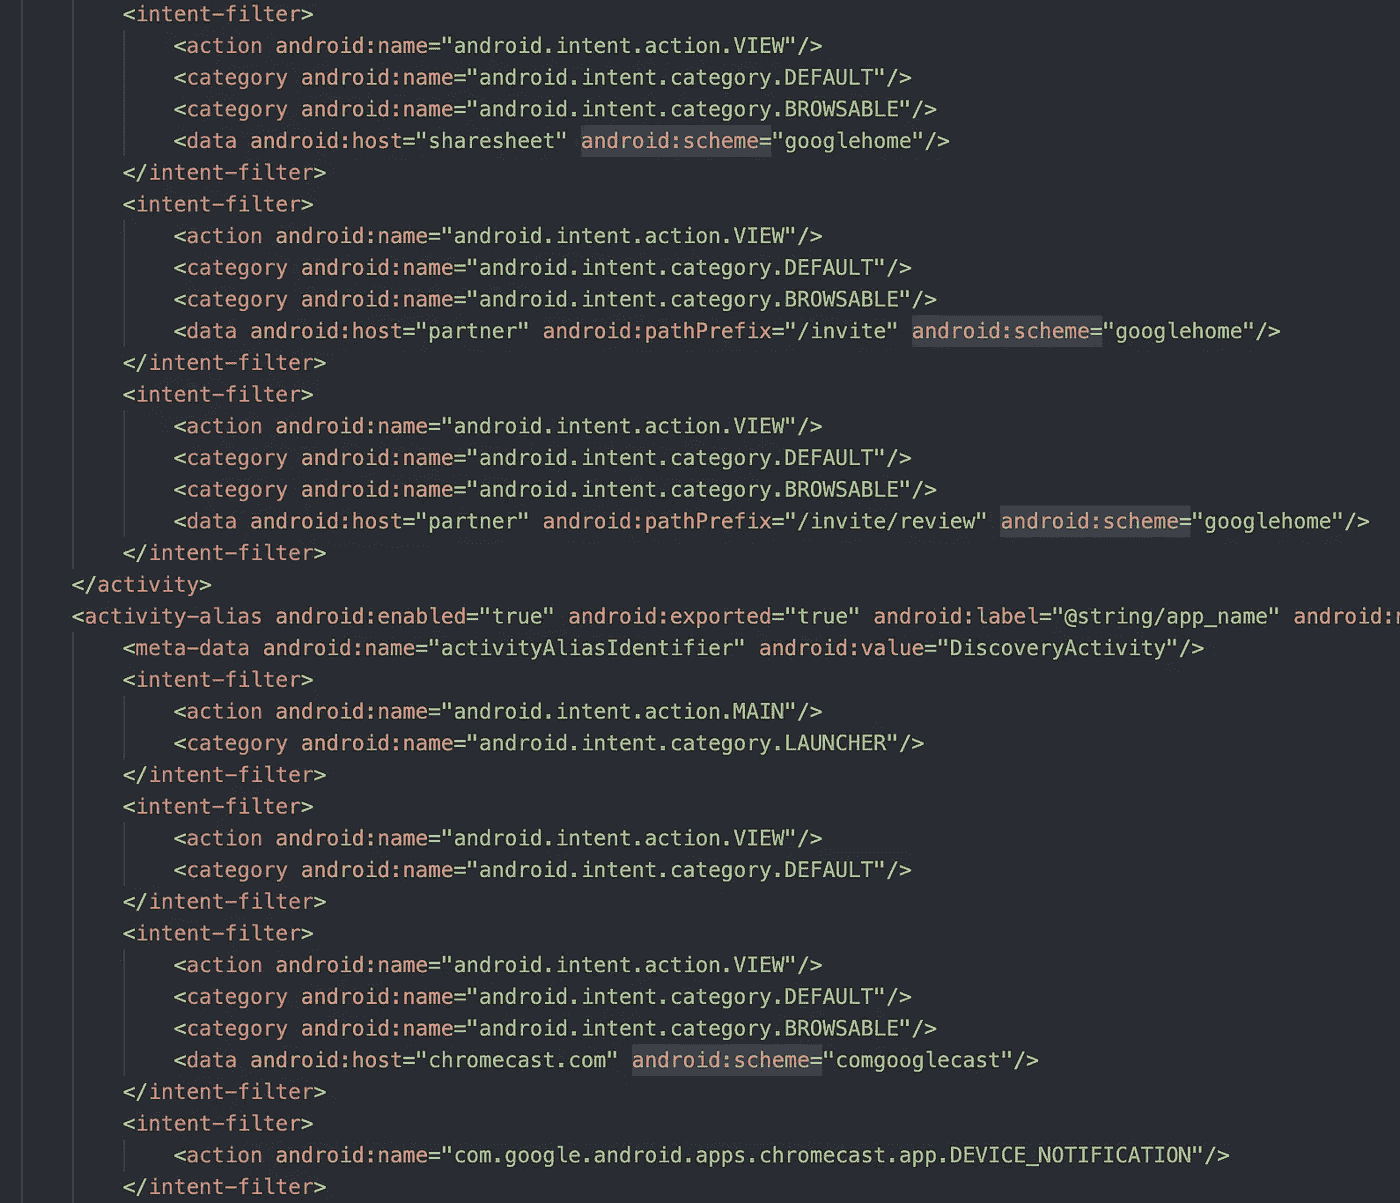 <intent-filter>
<action android:name="android.intent.action.VIEW"/>
<category android:name="android.intent.category.DEFAULT"/>
<category android:name="android.intent.category.BROWSABLE"/>
<data android:host="sharesheet" android:scheme="googlehome"/>
</intent-filter>
<intent-filter>
<action android:name="android.intent.action.VIEW"/>
<category android:name="android.intent.category.DEFAULT"/>
<category android:name="android.intent.category.BROWSABLE"/>
<data android:host="partner" android:pathPrefix="/invite" android:scheme="googlehome"/>
</intent-filter>
<intent-filter>
<action android:name="android.intent.action.VIEW"/>
<category android:name="android.intent.category.DEFAULT"/>
<category android:name="android.intent.category.BROWSABLE"/>
<data android:host="partner" android:pathPrefix="/invite/review" android:scheme="googlehome"/>
</intent-filter>
</activity>
<activity-alias android:enabled="true" android:exported="true" android:label="@string/app_name" android:
<meta-data android:name="activityAliasIdentifier" android:value="DiscoveryActivity"/>
<intent-filter>
<action android:name="android.intent.action.MAIN"/>
<category android:name="android.intent.category.LAUNCHER"/>
</intent-filter>
<intent-filter>
<action android:name="android.intent.action.VIEW"/>
<category android:name="android.intent.category.DEFAULT"/>
</intent-filter>
<intent-filter>
<action android:name="android.intent.action.VIEW"/>
<category android:name="android.intent.category.DEFAULT"/>
<category android:name="android.intent.category.BROWSABLE"/>
<data android:host="chromecast.com" android:scheme="comgooglecast"/>
</intent-filter>
<intent-filter>
<action android:name="com.google.android.apps.chromecast.app.DEVICE_NOTIFICATION"/>
</intent-filter>